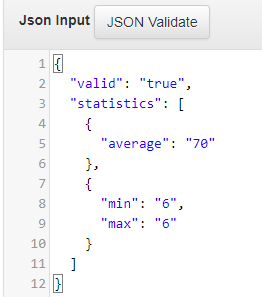 Json Input JSON Validate
1 {
2   "valid": "true",
3   "statistics": [
4     {
5       "average": "70"
6     },
7     {
8       "min": "6",
9       "max": "6"
10     }
11   ]
12 }